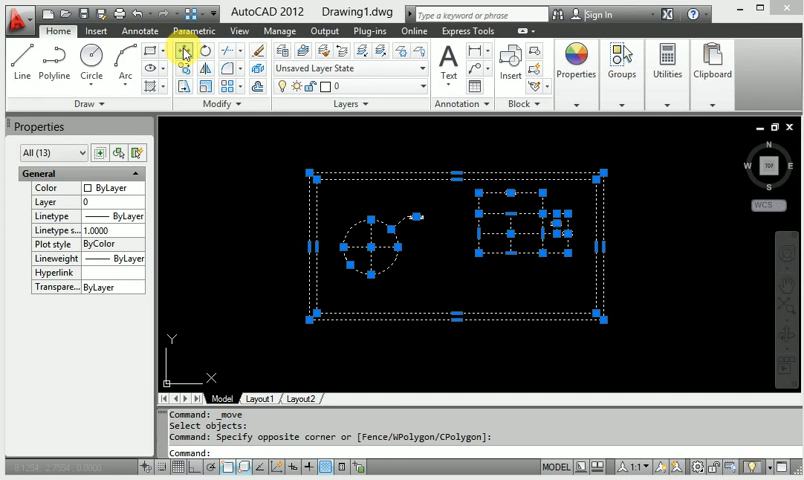 AutoCAD 2012 Drawing1.dwg
Type a keyword or phrase
Sign In
Home Insert Annotate Parametric View Manage Output Plug-ins Online Express Tools
Unsaved Layer State
0
Line Polyline Circle Arc Text Insert Properties Groups Utilities Clipboard
Draw Modify Layers Annotation Block
Properties
All (13)
General
Color ByLayer
Layer 0
Linetype ByLayer
Linetype s... 1.0000
Plot style ByColor
Lineweight ByLayer
Hyperlink
Transpare... ByLayer
N
W TOP E
S
WCS
Y
X
Model Layout1 Layout2
Command: _move
Select objects:
Command: Specify opposite corner or [Fence/WPolygon/CPolygon]:
Command:
MODEL 1:1